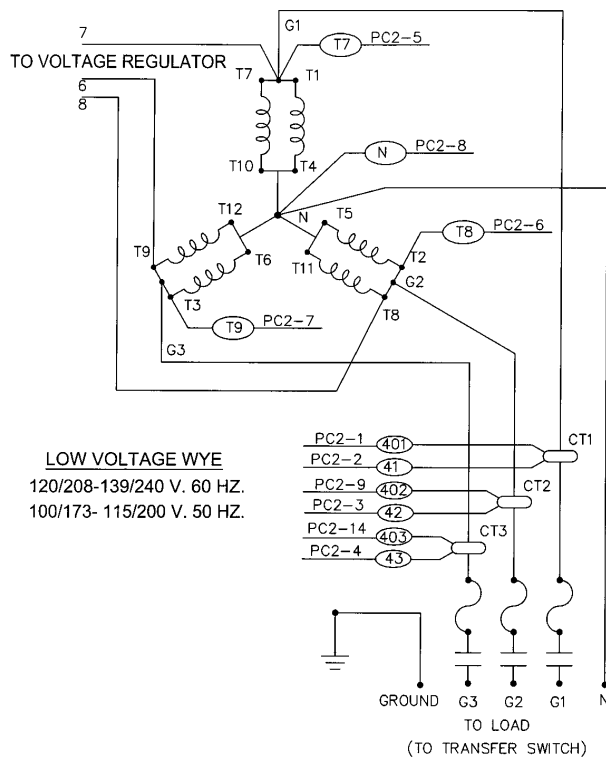 7
G1
T7
PC2-5
TO VOLTAGE REGULATOR
T7
T1
6
8
T10
T4
N
PC2-8
T12
N
T5
T8
PC2-6
T9
T6
T11
T2
G2
T3
T8
T9
PC2-7
G3
LOW VOLTAGE WYE
120/208-139/240 V. 60 HZ.
100/173- 115/200 V. 50 HZ.
PC2-1
401
CT1
PC2-2
41
PC2-9
402
CT2
PC2-3
42
PC2-14
403
CT3
PC2-4
43
GROUND
G3
G2
G1
N
TO LOAD
(TO TRANSFER SWITCH)